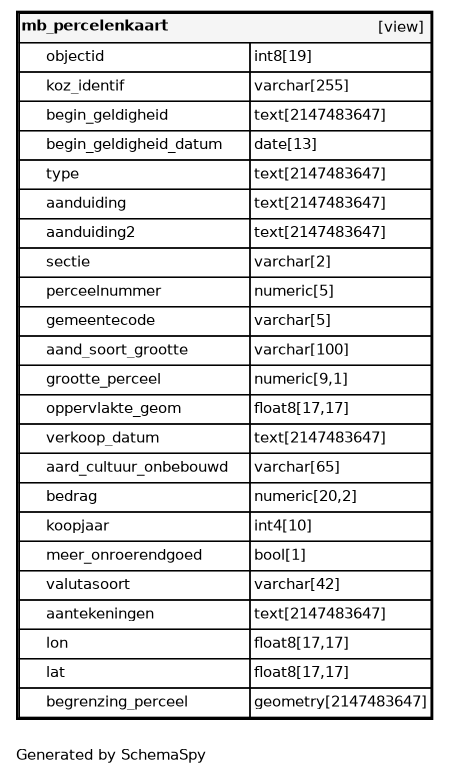 mb_percelenkaart [view]
objectid int8[19]
koz_identif varchar[255]
begin_geldigheid text[2147483647]
begin_geldigheid_datum date[13]
type text[2147483647]
aanduiding text[2147483647]
aanduiding2 text[2147483647]
sectie varchar[2]
perceelnummer numeric[5]
gemeentecode varchar[5]
aand_soort_grootte varchar[100]
grootte_perceel numeric[9,1]
oppervlakte_geom float8[17,17]
verkoop_datum text[2147483647]
aard_cultuur_onbebouwd varchar[65]
bedrag numeric[20,2]
koopjaar int4[10]
meer_onroerendgoed bool[1]
valutasoort varchar[42]
aantekeningen text[2147483647]
lon float8[17,17]
lat float8[17,17]
begrenzing_perceel geometry[2147483647]
Generated by SchemaSpy